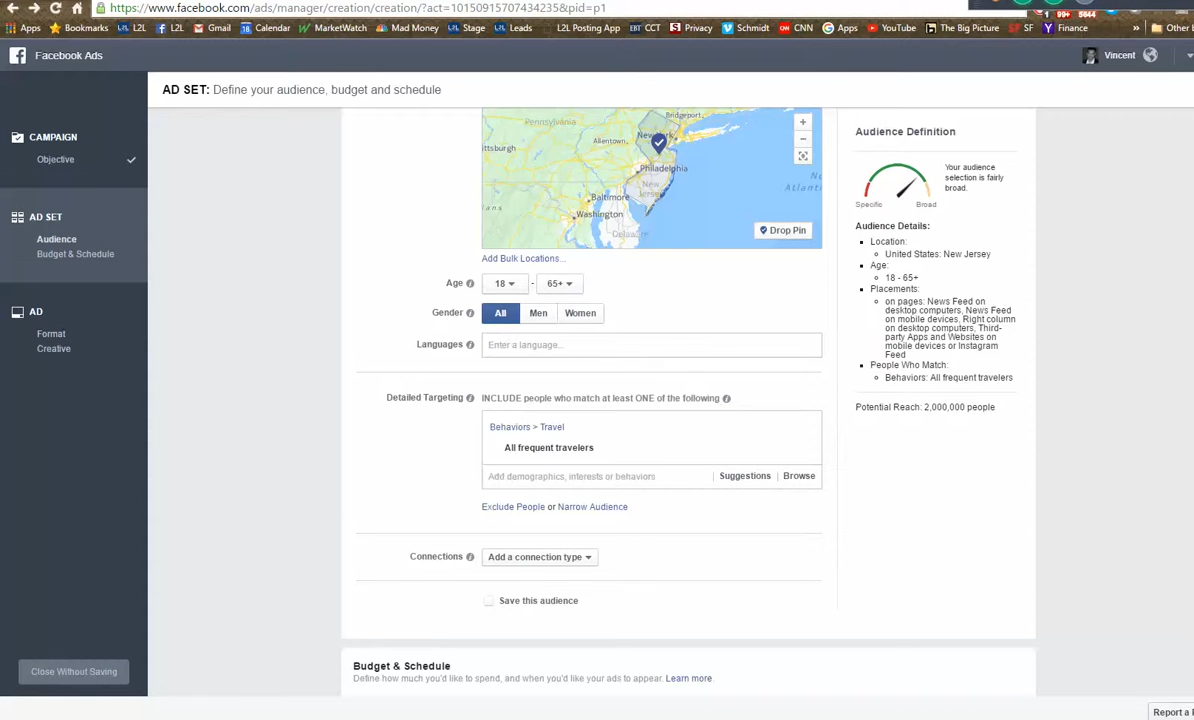 https://www.facebook.com/ads/manager/creation/creation/?act=10150915707434235&pid=p1
Apps Bookmarks L2L L2L Gmail Calendar MarketWatch Mad Money Stage Leads L2L Posting App CCT Privacy Schmidt CNN Apps YouTube The Big Picture SF Finance » Other b
99+ 5644
Facebook Ads
Vincent
AD SET: Define your audience, budget and schedule
CAMPAIGN
Objective
AD SET
Audience
Budget & Schedule
AD
Format
Creative
Close Without Saving
Bridgeport
Pennsylvania
Allentown
New York
ttsburgh
Philadelphia
New Jersey
Baltimore
Atlanti
Washington
Delaware
+
−
Drop Pin
Add Bulk Locations...
Age 18 - 65+
Gender All Men Women
Languages Enter a language...
Detailed Targeting INCLUDE people who match at least ONE of the following
Behaviors > Travel
All frequent travelers
Add demographics, interests or behaviors | Suggestions | Browse
Exclude People or Narrow Audience
Connections Add a connection type
Save this audience
Audience Definition
Your audience
selection is fairly
broad.
Specific Broad
Audience Details:
Location:
United States: New Jersey
Age:
18 - 65+
Placements:
on pages: News Feed on
desktop computers, News Feed
on mobile devices, Right column
on desktop computers, Third-
party Apps and Websites on
mobile devices or Instagram
Feed
People Who Match:
Behaviors: All frequent travelers
Potential Reach: 2,000,000 people
Budget & Schedule
Define how much you'd like to spend, and when you'd like your ads to appear. Learn more.
Report a